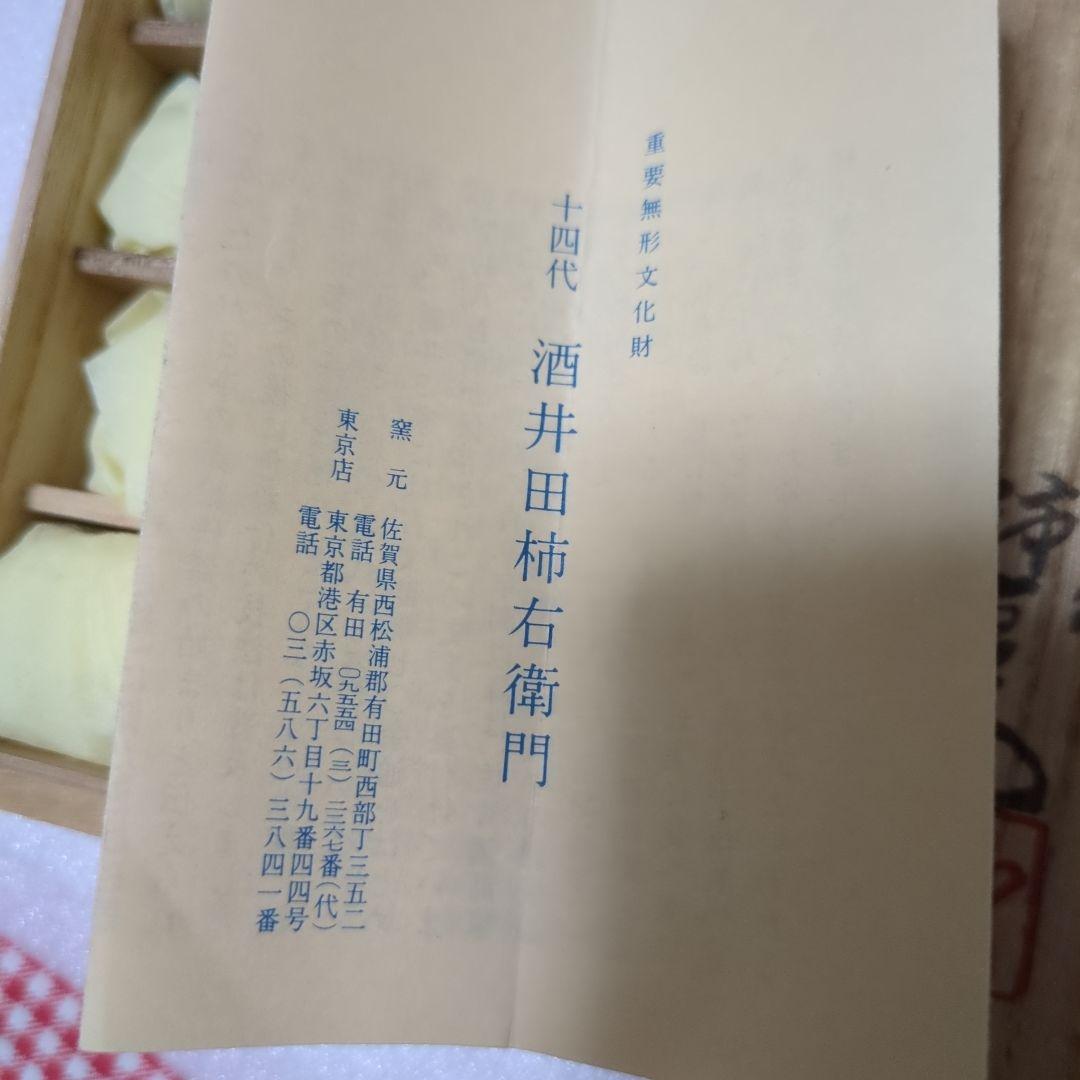 重要無形文化財
十四代 酒井田柿右衛門
窯元 佐賀県西松浦郡有田町西部丁三五二
電話 有田 〇九五五四(三)二三六七番(代)
東京店 東京都港区赤坂六丁目十九番四四号
電話 〇三(五八六)三八四一番